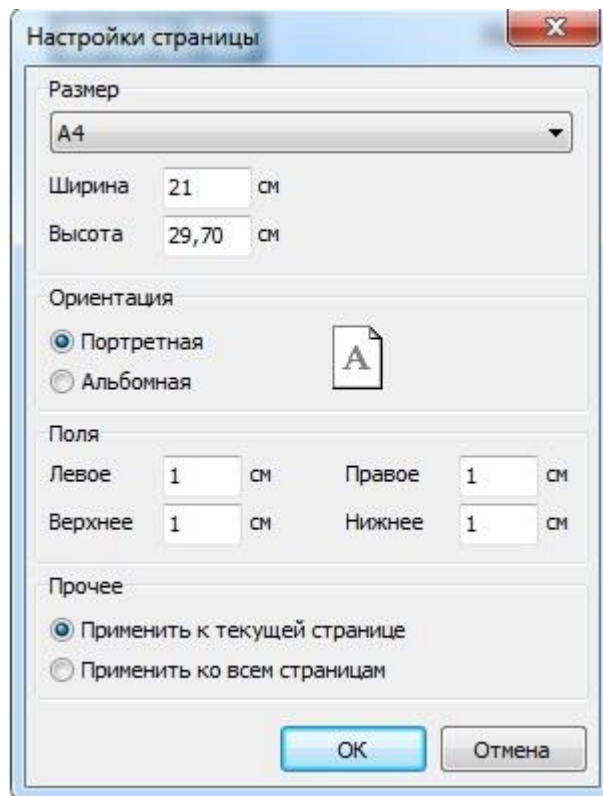 Настройки страницы
Размер
A4
Ширина 21 см
Высота 29,70 см
Ориентация
Портретная
A
Альбомная
Поля
Левое 1 см Правое 1 см
Верхнее 1 см Нижнее 1 см
Прочее
Применить к текущей странице
Применить ко всем страницам
OK Отмена